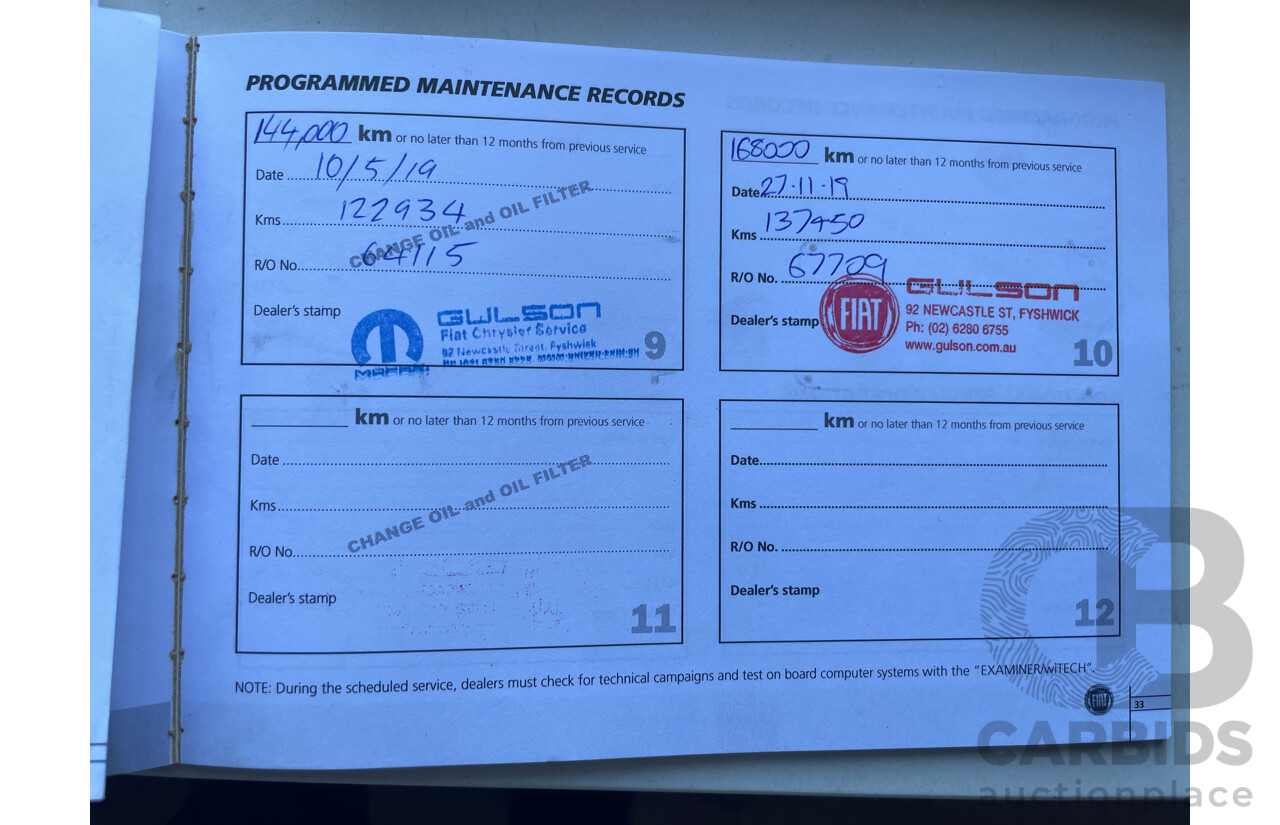 PROGRAMMED MAINTENANCE RECORDS
144,000 km or no later than 12 months from previous service
Date 10/5/19
Kms 122934
R/O No. 64115
CHANGE OIL and OIL FILTER
Dealer's stamp
GULSON
Fiat Chrysler Service
92 Newcastle Street, Fyshwick
MOPAR
9
168000 km or no later than 12 months from previous service
Date 27.11.19
Kms 137450
R/O No. 67709
Dealer's stamp
FIAT
GULSON
92 NEWCASTLE ST, FYSHWICK
Ph: (02) 6280 6755
www.gulson.com.au
10
km or no later than 12 months from previous service
Date
Kms
R/O No.
CHANGE OIL and OIL FILTER
Dealer's stamp
11
km or no later than 12 months from previous service
Date
Kms
R/O No.
Dealer's stamp
12
NOTE: During the scheduled service, dealers must check for technical campaigns and test on board computer systems with the "EXAMINER/wiTECH".
FIAT
33
CARBIDS
auctionplace